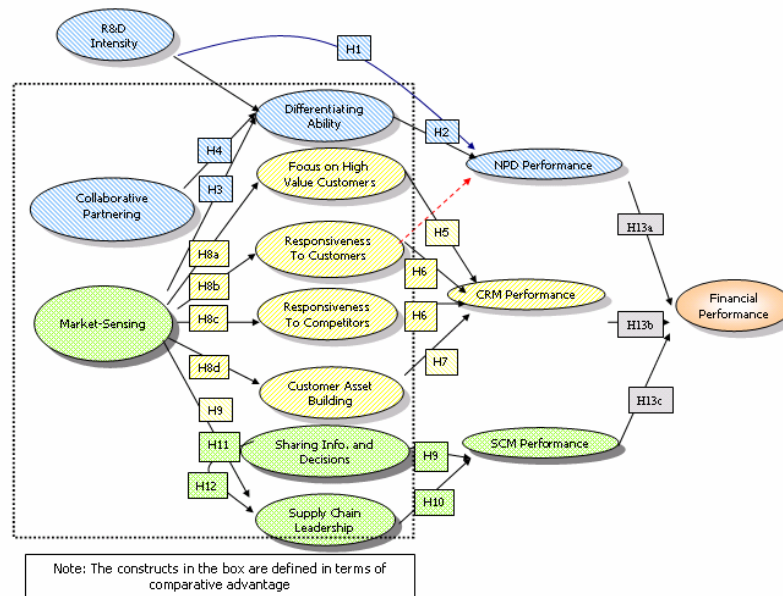 R&D
Intensity
H1
Differentiating
Ability
H2
H4
H3
NPD Performance
Focus on High
Value Customers
Collaborative
Partnering
H5
H13a
H8a
Responsiveness
To Customers
H8b
H6
CRM Performance
Financial
Performance
Market-Sensing
H8c
Responsiveness
To Competitors
H6
H13b
H8d
H7
Customer Asset
Building
H9
H13c
H11
Sharing Info. and
Decisions
H9
SCM Performance
H12
H10
Supply Chain
Leadership
Note: The constructs in the box are defined in terms of
comparative advantage